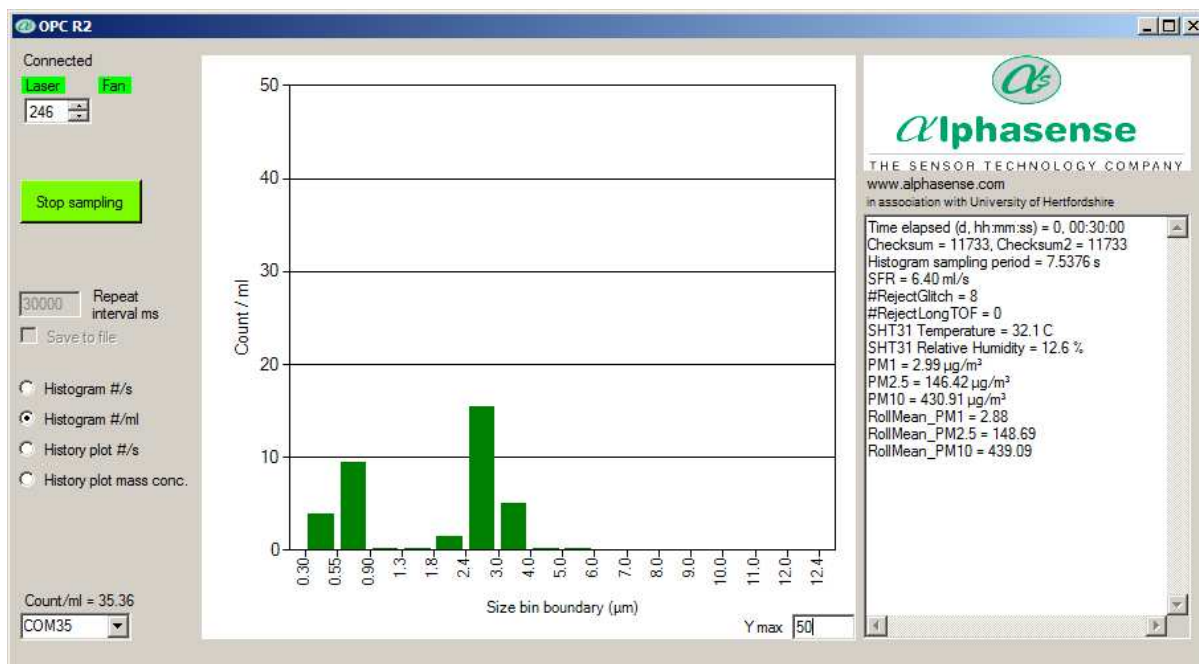 OPC R2
Connected
Laser Fan
246
Stop sampling
30000 Repeat
interval ms
Save to file
Histogram #/s
Histogram #/ml
History plot #/s
History plot mass conc.
Count/ml = 35.36
COM35
50
40
30
20
10
0
Count / ml
0.30 0.55 0.90 1.3 1.8 2.4 3.0 4.0 5.0 6.0 7.0 8.0 9.0 10.0 11.0 12.0 12.4
Size bin boundary (µm)
Y max 50
αs
αlphasense
THE SENSOR TECHNOLOGY COMPANY
www.alphasense.com
in association with University of Hertfordshire
Time elapsed (d, hh:mm:ss) = 0, 00:30:00
Checksum = 11733, Checksum2 = 11733
Histogram sampling period = 7.5376 s
SFR = 6.40 ml/s
#RejectGlitch = 8
#RejectLongTOF = 0
SHT31 Temperature = 32.1 C
SHT31 Relative Humidity = 12.6 %
PM1 = 2.99 µg/m³
PM2.5 = 146.42 µg/m³
PM10 = 430.91 µg/m³
RollMean_PM1 = 2.88
RollMean_PM2.5 = 148.69
RollMean_PM10 = 439.09